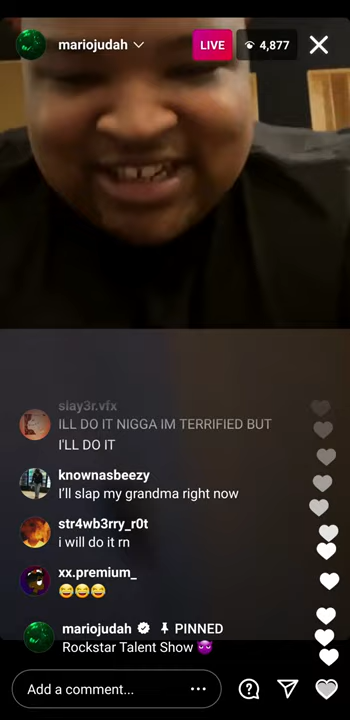 mariojudah
LIVE
4,877
slay3r.vfx
ILL DO IT NIGGA IM TERRIFIED BUT
I'LL DO IT
knownasbeezy
I'll slap my grandma right now
str4wb3rry_r0t
i will do it rn
xx.premium_
😂😂😂
mariojudah PINNED
Rockstar Talent Show 😈
Add a comment...